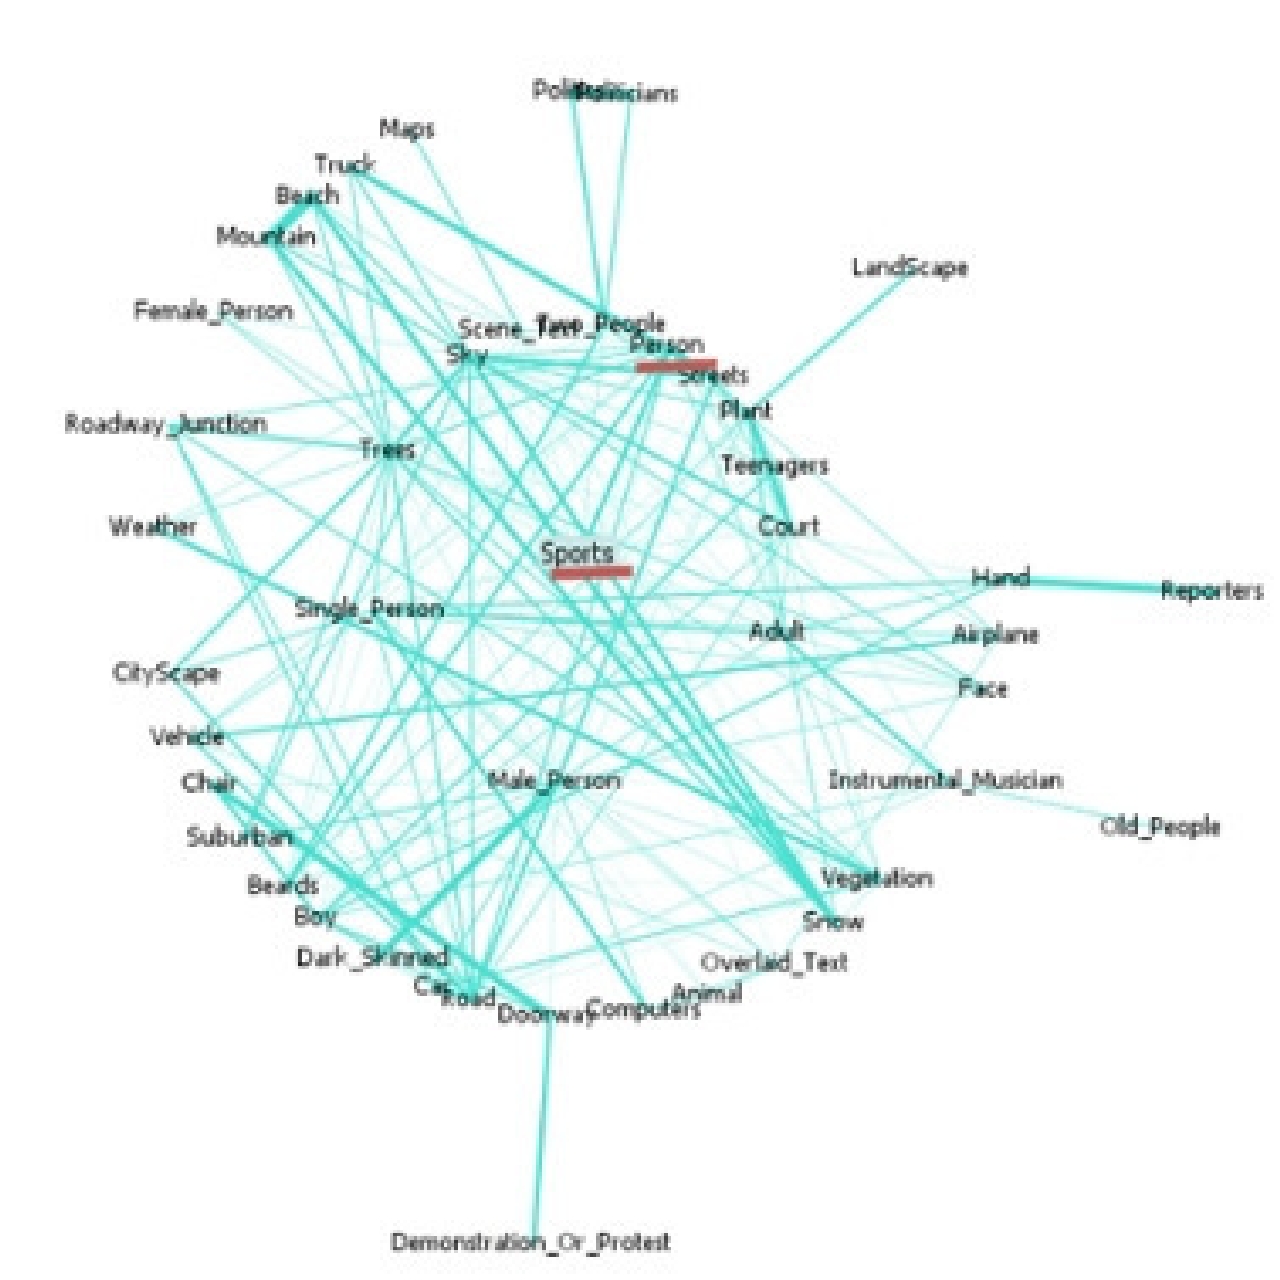 Politicians
Maps
Truck
Beach
Mountain
LandScape
Female_Person
Two_People
Person
Sky
Streets
Plant
Roadway_Junction
Trees
Teenagers
Weather
Court
Sports
Hand
Reporters
Single_Person
Adult
Airplane
CityScape
Face
Vehicle
Chair
Male_Person
Instrumental_Musician
Old_People
Suburban
Vegetation
Beards
Boy
Snow
Dark_Skinned
Overlaid_Text
Car
Road
Animal
Doorway
Computers
Demonstration_Or_Protest